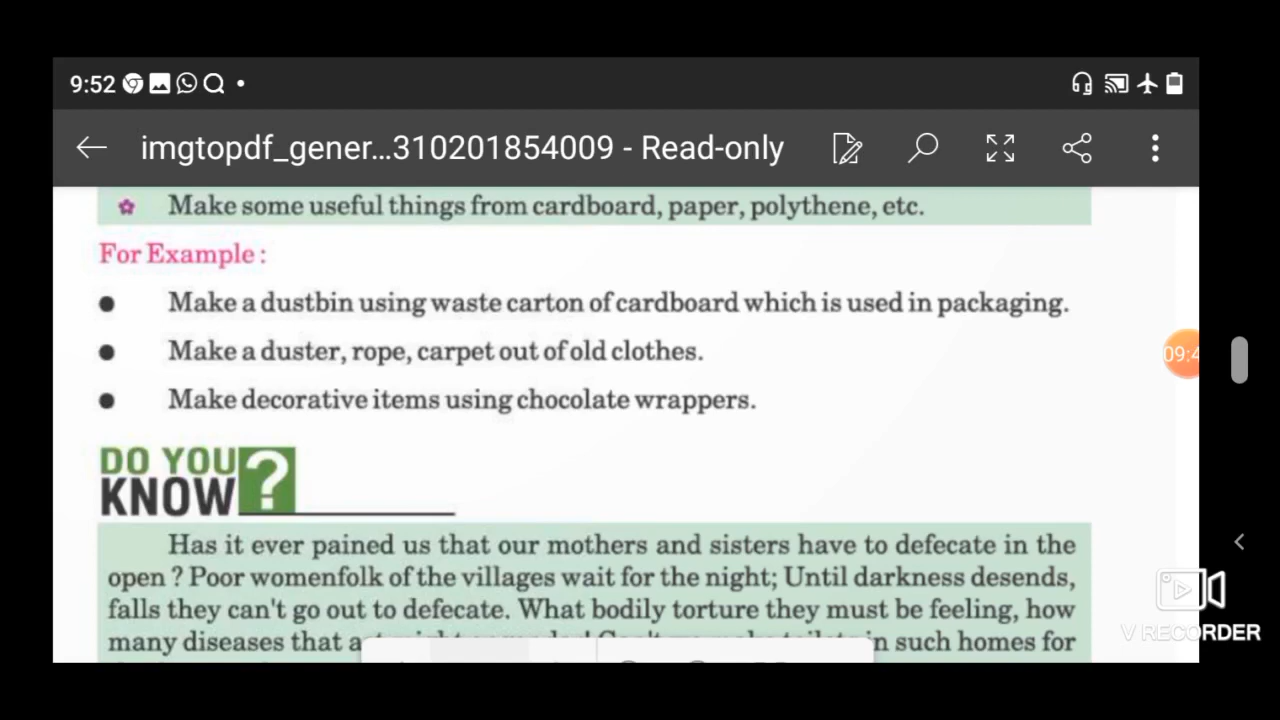 9:52
imgtopdf_gener...310201854009 - Read-only
Make some useful things from cardboard, paper, polythene, etc.
For Example :
Make a dustbin using waste carton of cardboard which is used in packaging.
09:4
Make a duster, rope, carpet out of old clothes.
Make decorative items using chocolate wrappers.
DO YOU
KNOW ?
Has it ever pained us that our mothers and sisters have to defecate in the
open ? Poor womenfolk of the villages wait for the night; Until darkness desends,
falls they can't go out to defecate. What bodily torture they must be feeling, how
many diseases that in such homes for
V RECORDER